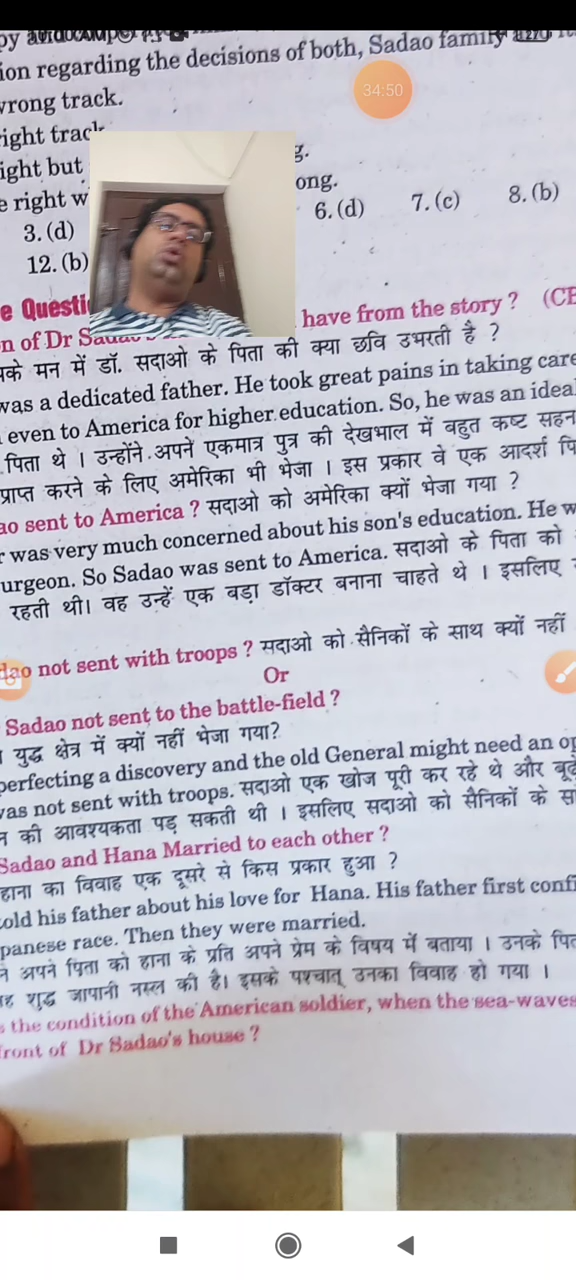 ion regarding the decisions of both, Sadao family
wrong track.
34:50
ight track
ight but g.
e right w ong.
3. (d) 6. (d) 7. (c) 8. (b)
12. (b)
e Questi have from the story ? (CB
n of Dr Sadao's
के मन में डॉ. सदाओ के पिता की क्या छवि उभरती है ?
was a dedicated father. He took great pains in taking care
even to America for higher education. So, he was an idea
पिता थे । उन्होंने अपने एकमात्र पुत्र की देखभाल में बहुत कष्ट सहन
प्राप्त करने के लिए अमेरिका भी भेजा । इस प्रकार वे एक आदर्श पि
ao sent to America ? सदाओ को अमेरिका क्यों भेजा गया ?
r was very much concerned about his son's education. He w
urgeon. So Sadao was sent to America. सदाओ के पिता को
रहती थी। वह उन्हें एक बड़ा डॉक्टर बनाना चाहते थे । इसलिए
dao not sent with troops ? सदाओ को सैनिकों के साथ क्यों नहीं
Or
Sadao not sent to the battle-field ?
युद्ध क्षेत्र में क्यों नहीं भेजा गया?
perfecting a discovery and the old General might need an op
was not sent with troops. सदाओ एक खोज पूरी कर रहे थे और बूढ़े
न की आवश्यकता पड़ सकती थी । इसलिए सदाओ को सैनिकों के सा
Sadao and Hana Married to each other ?
हाना का विवाह एक दूसरे से किस प्रकार हुआ ?
told his father about his love for Hana. His father first confi
panese race. Then they were married.
ने अपने पिता को हाना के प्रति अपने प्रेम के विषय में बताया । उनके पित
ह शुद्ध जापानी नस्ल की है। इसके पश्चात् उनका विवाह हो गया ।
s the condition of the American soldier, when the sea-waves
front of Dr Sadao's house ?